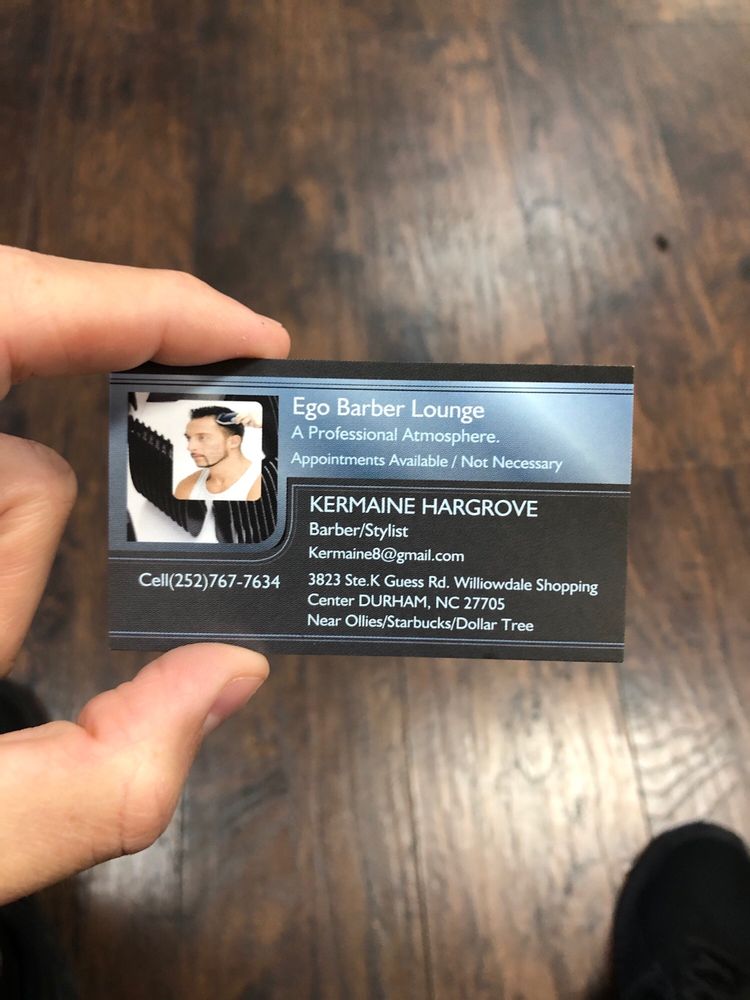 Ego Barber Lounge
A Professional Atmosphere.
Appointments Available / Not Necessary
KERMAINE HARGROVE
Barber/Stylist
Kermaine8@gmail.com
Cell(252)767-7634
3823 Ste.K Guess Rd. Williowdale Shopping
Center DURHAM, NC 27705
Near Ollies/Starbucks/Dollar Tree